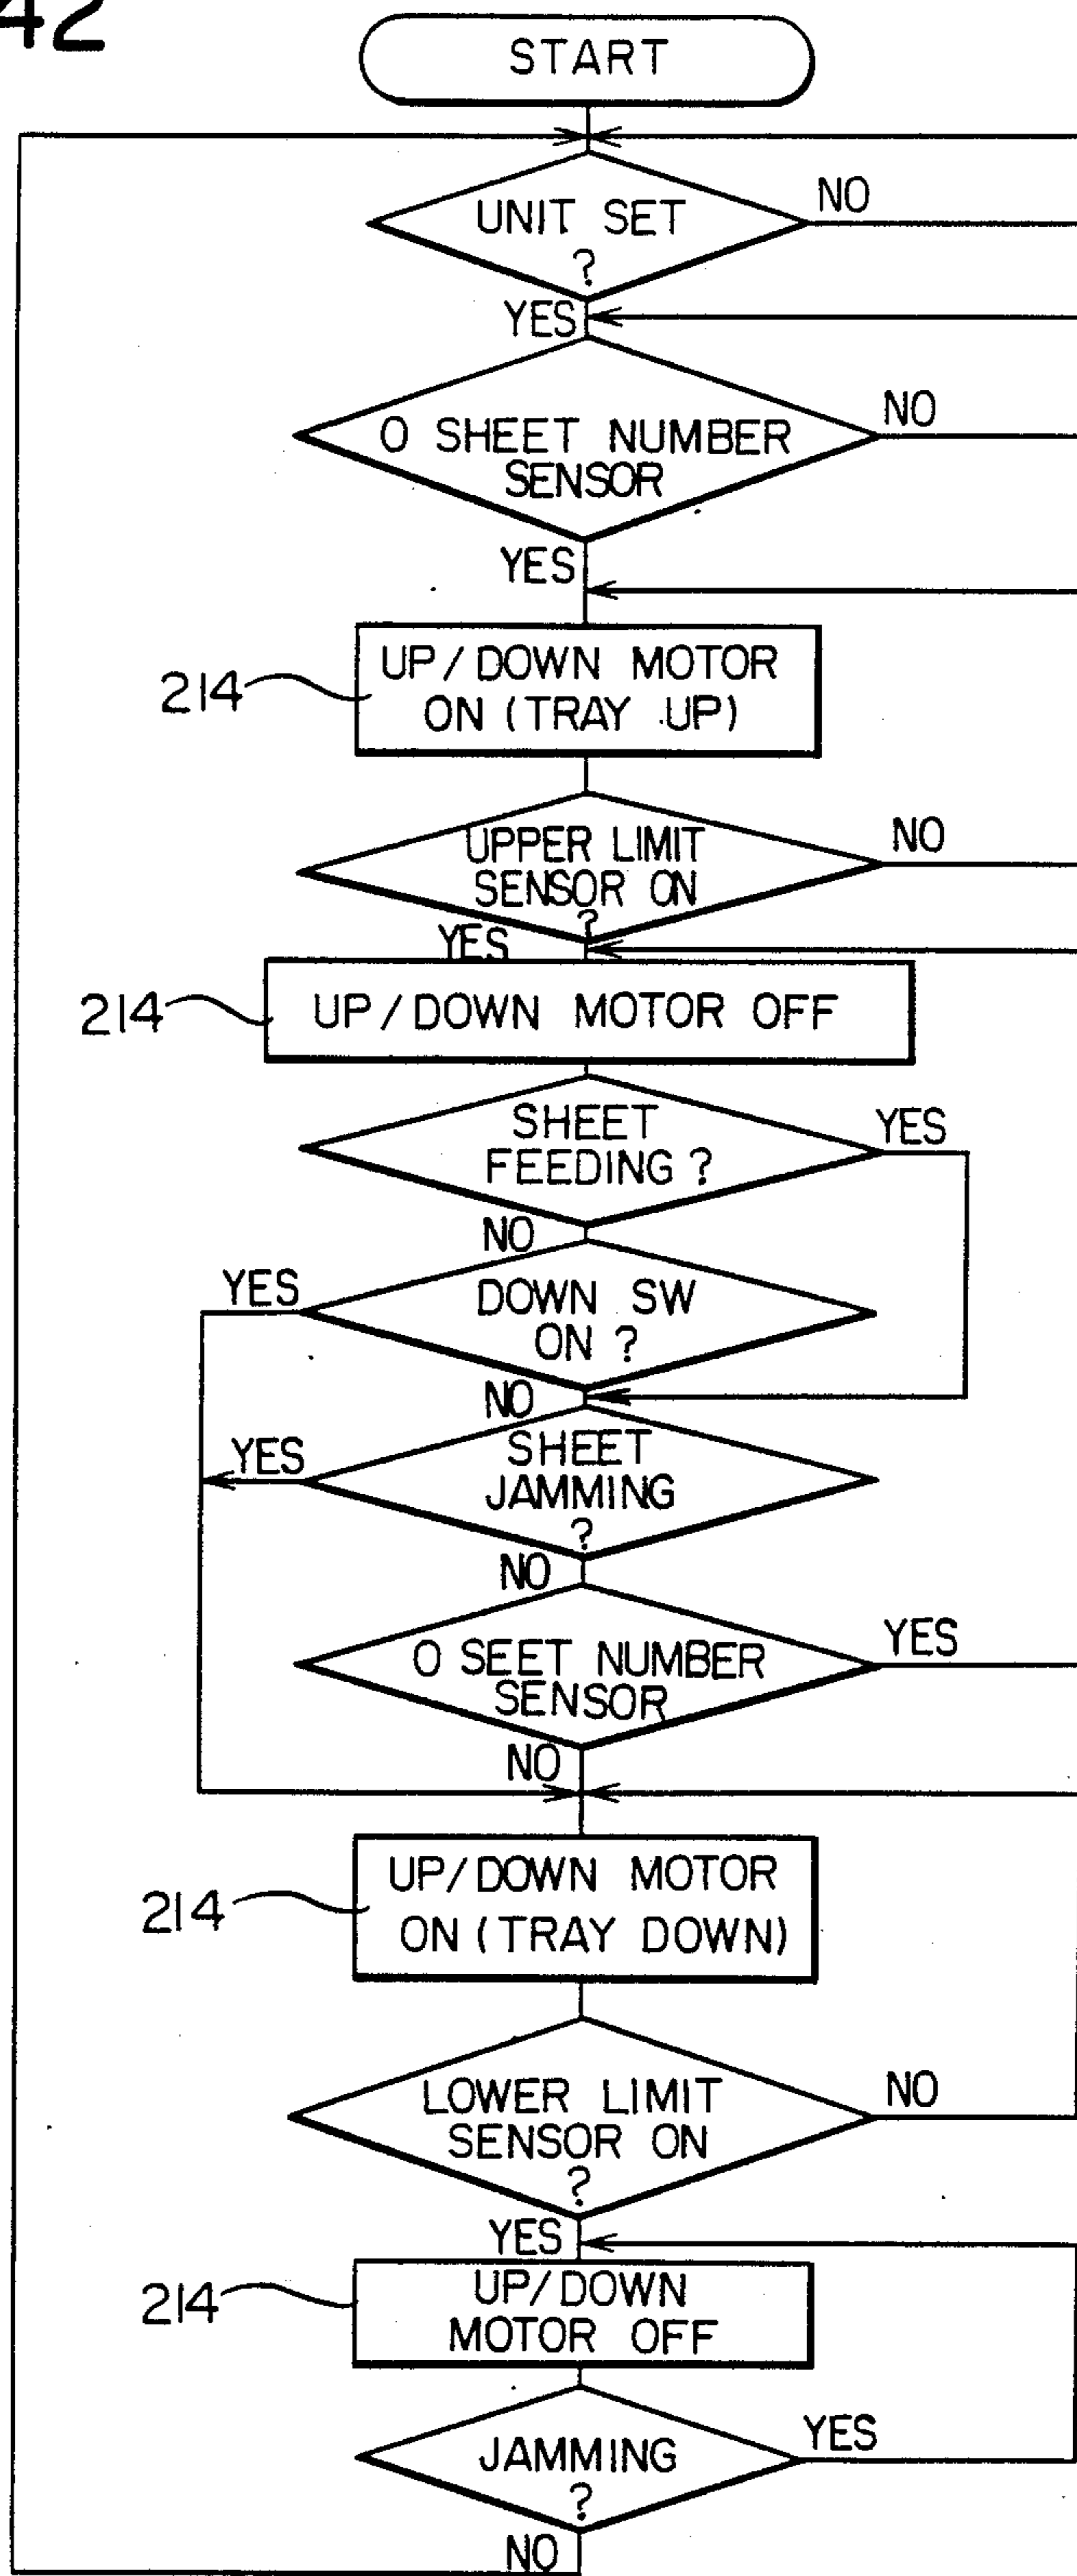 42
START
UNIT SET
?
NO
YES
0 SHEET NUMBER
SENSOR
NO
YES
214
UP/DOWN MOTOR
ON (TRAY UP)
UPPER LIMIT
SENSOR ON
?
NO
YES
214
UP/DOWN MOTOR OFF
SHEET
FEEDING ?
YES
NO
DOWN SW
ON ?
YES
NO
SHEET
JAMMING
?
YES
NO
0 SEET NUMBER
SENSOR
YES
NO
214
UP/DOWN MOTOR
ON (TRAY DOWN)
LOWER LIMIT
SENSOR ON
?
NO
YES
214
UP/DOWN
MOTOR OFF
JAMMING
?
YES
NO